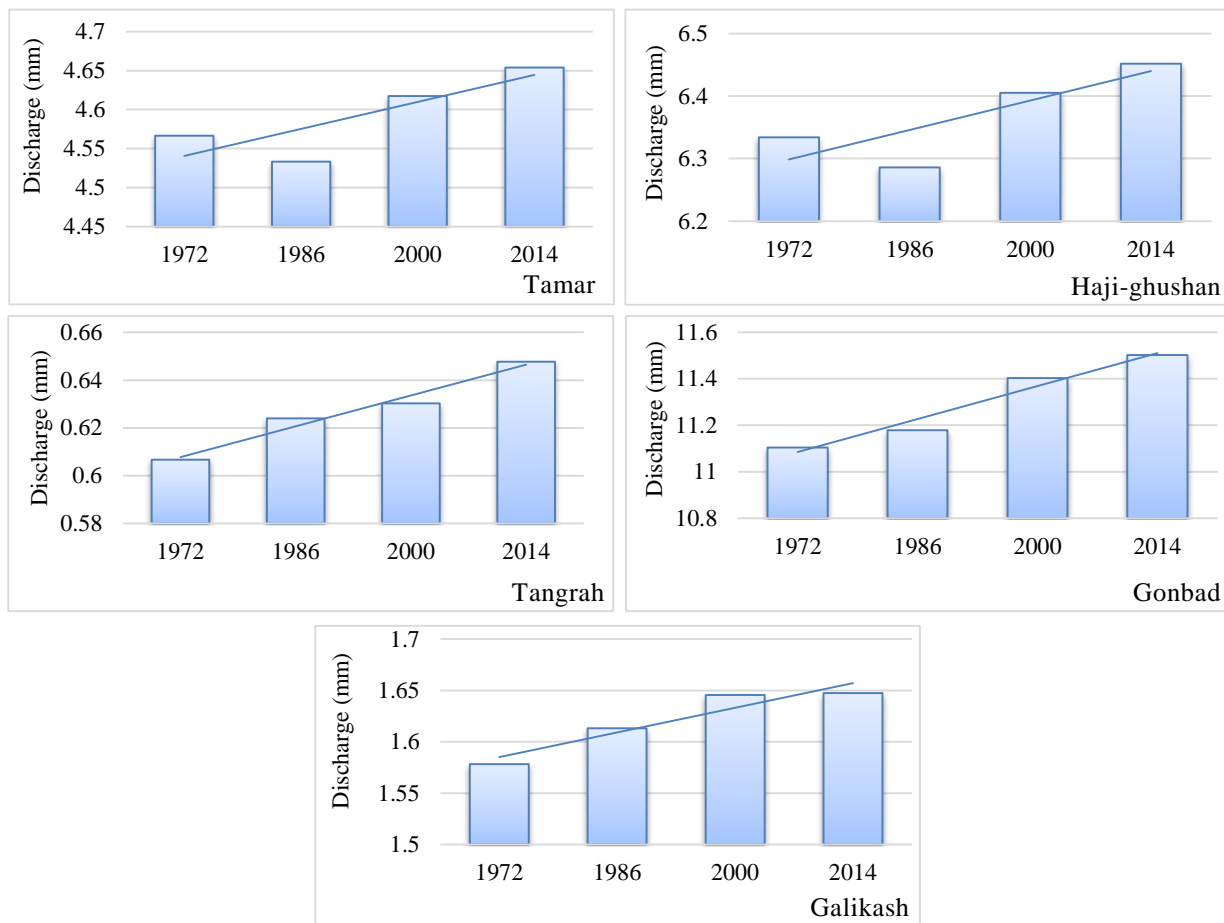 Discharge (mm)
4.7
4.65
4.6
4.55
4.5
4.45
1972 1986 2000 2014
Tamar
Discharge (mm)
6.5
6.4
6.3
6.2
1972 1986 2000 2014
Haji-ghushan
Discharge (mm)
0.66
0.64
0.62
0.6
0.58
1972 1986 2000 2014
Tangrah
Discharge (mm)
11.6
11.4
11.2
11
10.8
1972 1986 2000 2014
Gonbad
Discharge (mm)
1.7
1.65
1.6
1.55
1.5
1972 1986 2000 2014
Galikash